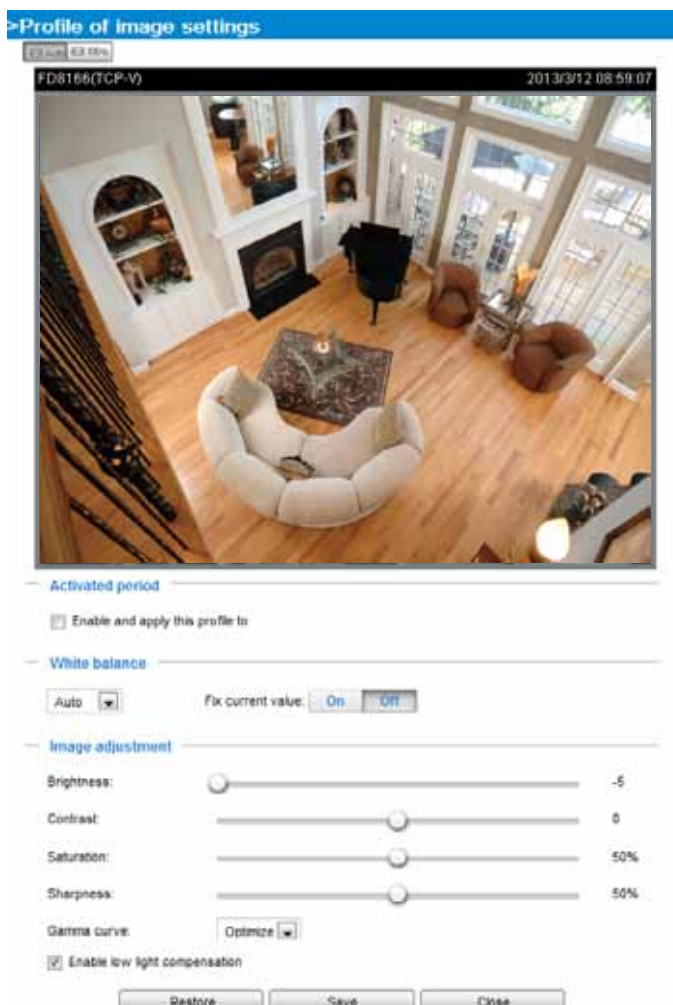 >Profile of image settings
FD8166(TCP-V) 2013/3/12 08:59:07
Activated period
Enable and apply this profile to
White balance
Auto Fix current value: On Off
Image adjustment
Brightness: -5
Contrast: 0
Saturation: 50%
Sharpness: 50%
Gamma curve: Optimize
Enable low light compensation
Restore Save Close